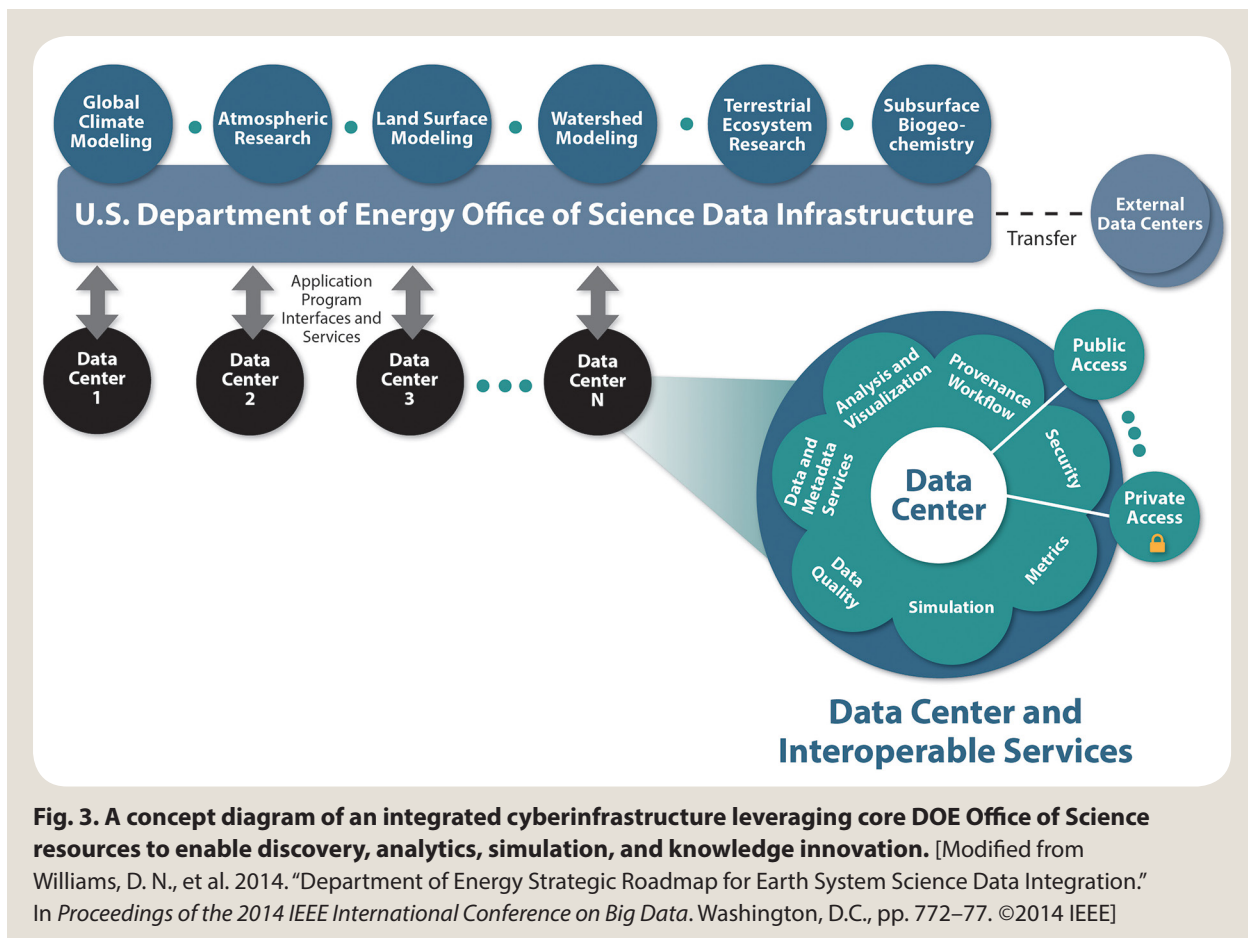 Global
Climate
Modeling
Atmospheric
Research
Land Surface
Modeling
Watershed
Modeling
Terrestrial
Ecosystem
Research
Subsurface
Biogeo-
chemistry
U.S. Department of Energy Office of Science Data Infrastructure
Transfer
External
Data Centers
Application
Program
Interfaces and
Services
Data
Center
1
Data
Center
2
Data
Center
3
Data
Center
N
Analysis and
Visualization
Provenance
Workflow
Public
Access
Security
Private
Access
Metrics
Simulation
Data
Quality
Data and
Metadata
Services
Data
Center
Data Center and
Interoperable Services
Fig. 3. A concept diagram of an integrated cyberinfrastructure leveraging core DOE Office of Science
resources to enable discovery, analytics, simulation, and knowledge innovation. [Modified from
Williams, D. N., et al. 2014. “Department of Energy Strategic Roadmap for Earth System Science Data Integration.”
In Proceedings of the 2014 IEEE International Conference on Big Data. Washington, D.C., pp. 772–77. ©2014 IEEE]